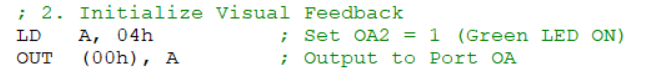 ; 2. Initialize Visual Feedback
LD   A, 04h            ; Set OA2 = 1 (Green LED ON)
OUT  (00h), A          ; Output to Port OA